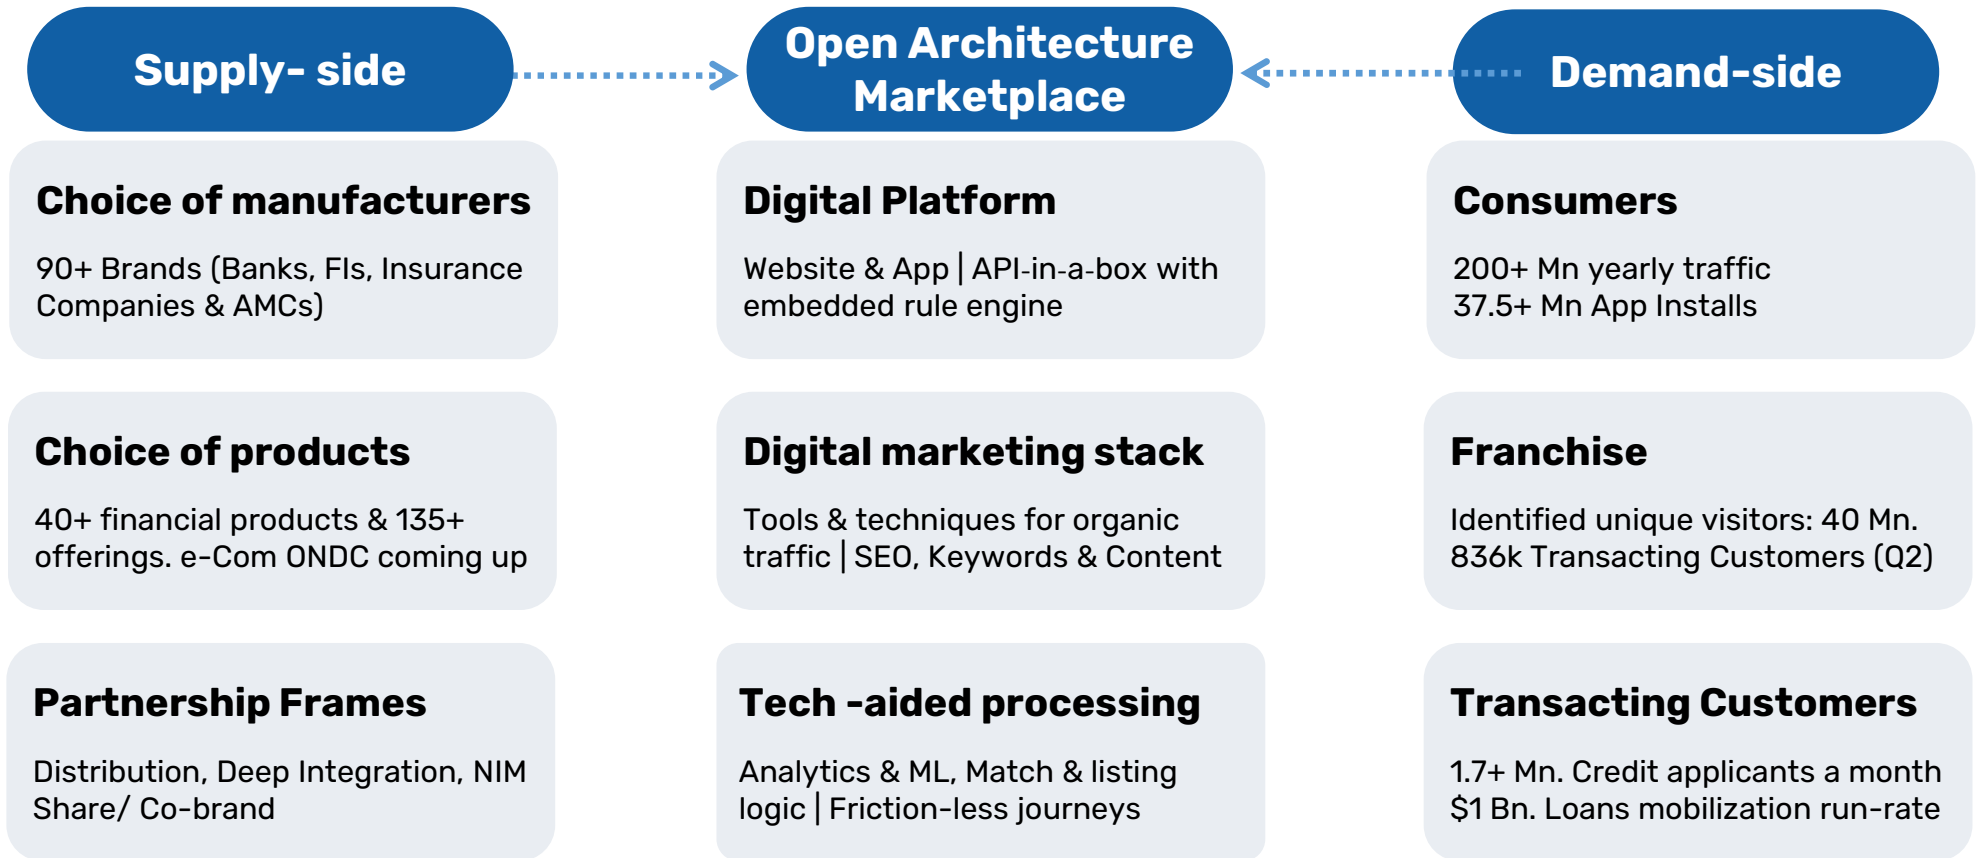 Supply- side
Choice of manufacturers
90+ Brands (Banks, FIs, Insurance
Companies & AMCs)
Choice of products
40+ financial products & 135+
offerings. e-Com ONDC coming up
Partnership Frames
Distribution, Deep Integration, NIM
Share/ Co-brand
Open Architecture
Marketplace
Digital Platform
Website & App | API-in-a-box with
embedded rule engine
Digital marketing stack
Tools & techniques for organic
traffic | SEO, Keywords & Content
Tech -aided processing
Analytics & ML, Match & listing
logic | Friction-less journeys
Demand-side
Consumers
200+ Mn yearly traffic
37.5+ Mn App Installs
Franchise
Identified unique visitors: 40 Mn.
836k Transacting Customers (Q2)
Transacting Customers
1.7+ Mn. Credit applicants a month
$1 Bn. Loans mobilization run-rate